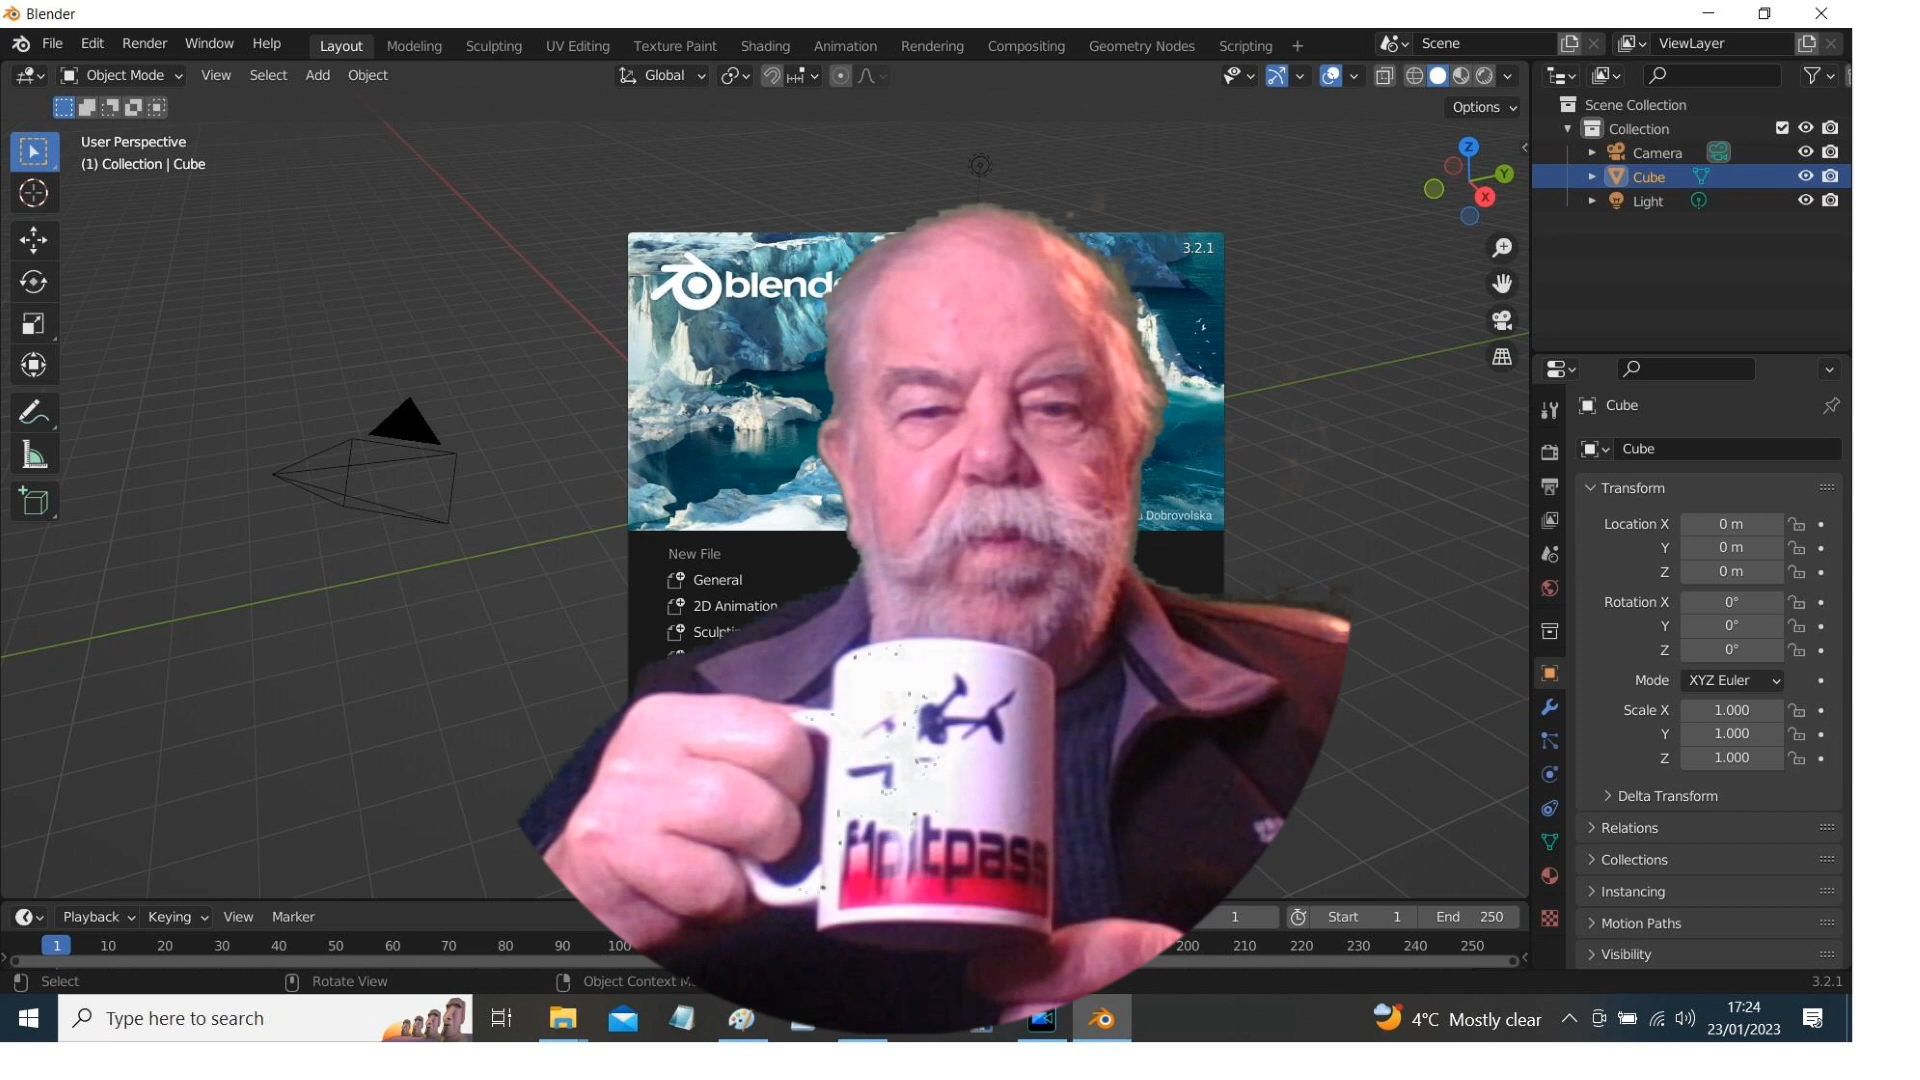 Blender
File Edit Render Window Help Layout Modeling Sculpting UV Editing Texture Paint Shading Animation Rendering Compositing Geometry Nodes Scripting + Scene ViewLayer
Object Mode View Select Add Object Global
Options
User Perspective
(1) Collection | Cube
Z
Y
X
Scene Collection
Collection
Camera
Cube
Light
3.2.1
blende
Dobrovolska
New File
General
2D Animation
Sculptin
f1pitpass
Cube
Cube
Transform
Location X 0 m
Y 0 m
Z 0 m
Rotation X 0°
Y 0°
Z 0°
Mode XYZ Euler
Scale X 1.000
Y 1.000
Z 1.000
Delta Transform
Relations
Collections
Instancing
Motion Paths
Visibility
Playback Keying View Marker 1 Start 1 End 250
1 10 20 30 40 50 60 70 80 90 100 200 210 220 230 240 250
Select Rotate View Object Context M 3.2.1
Type here to search
4°C Mostly clear
17:24
23/01/2023